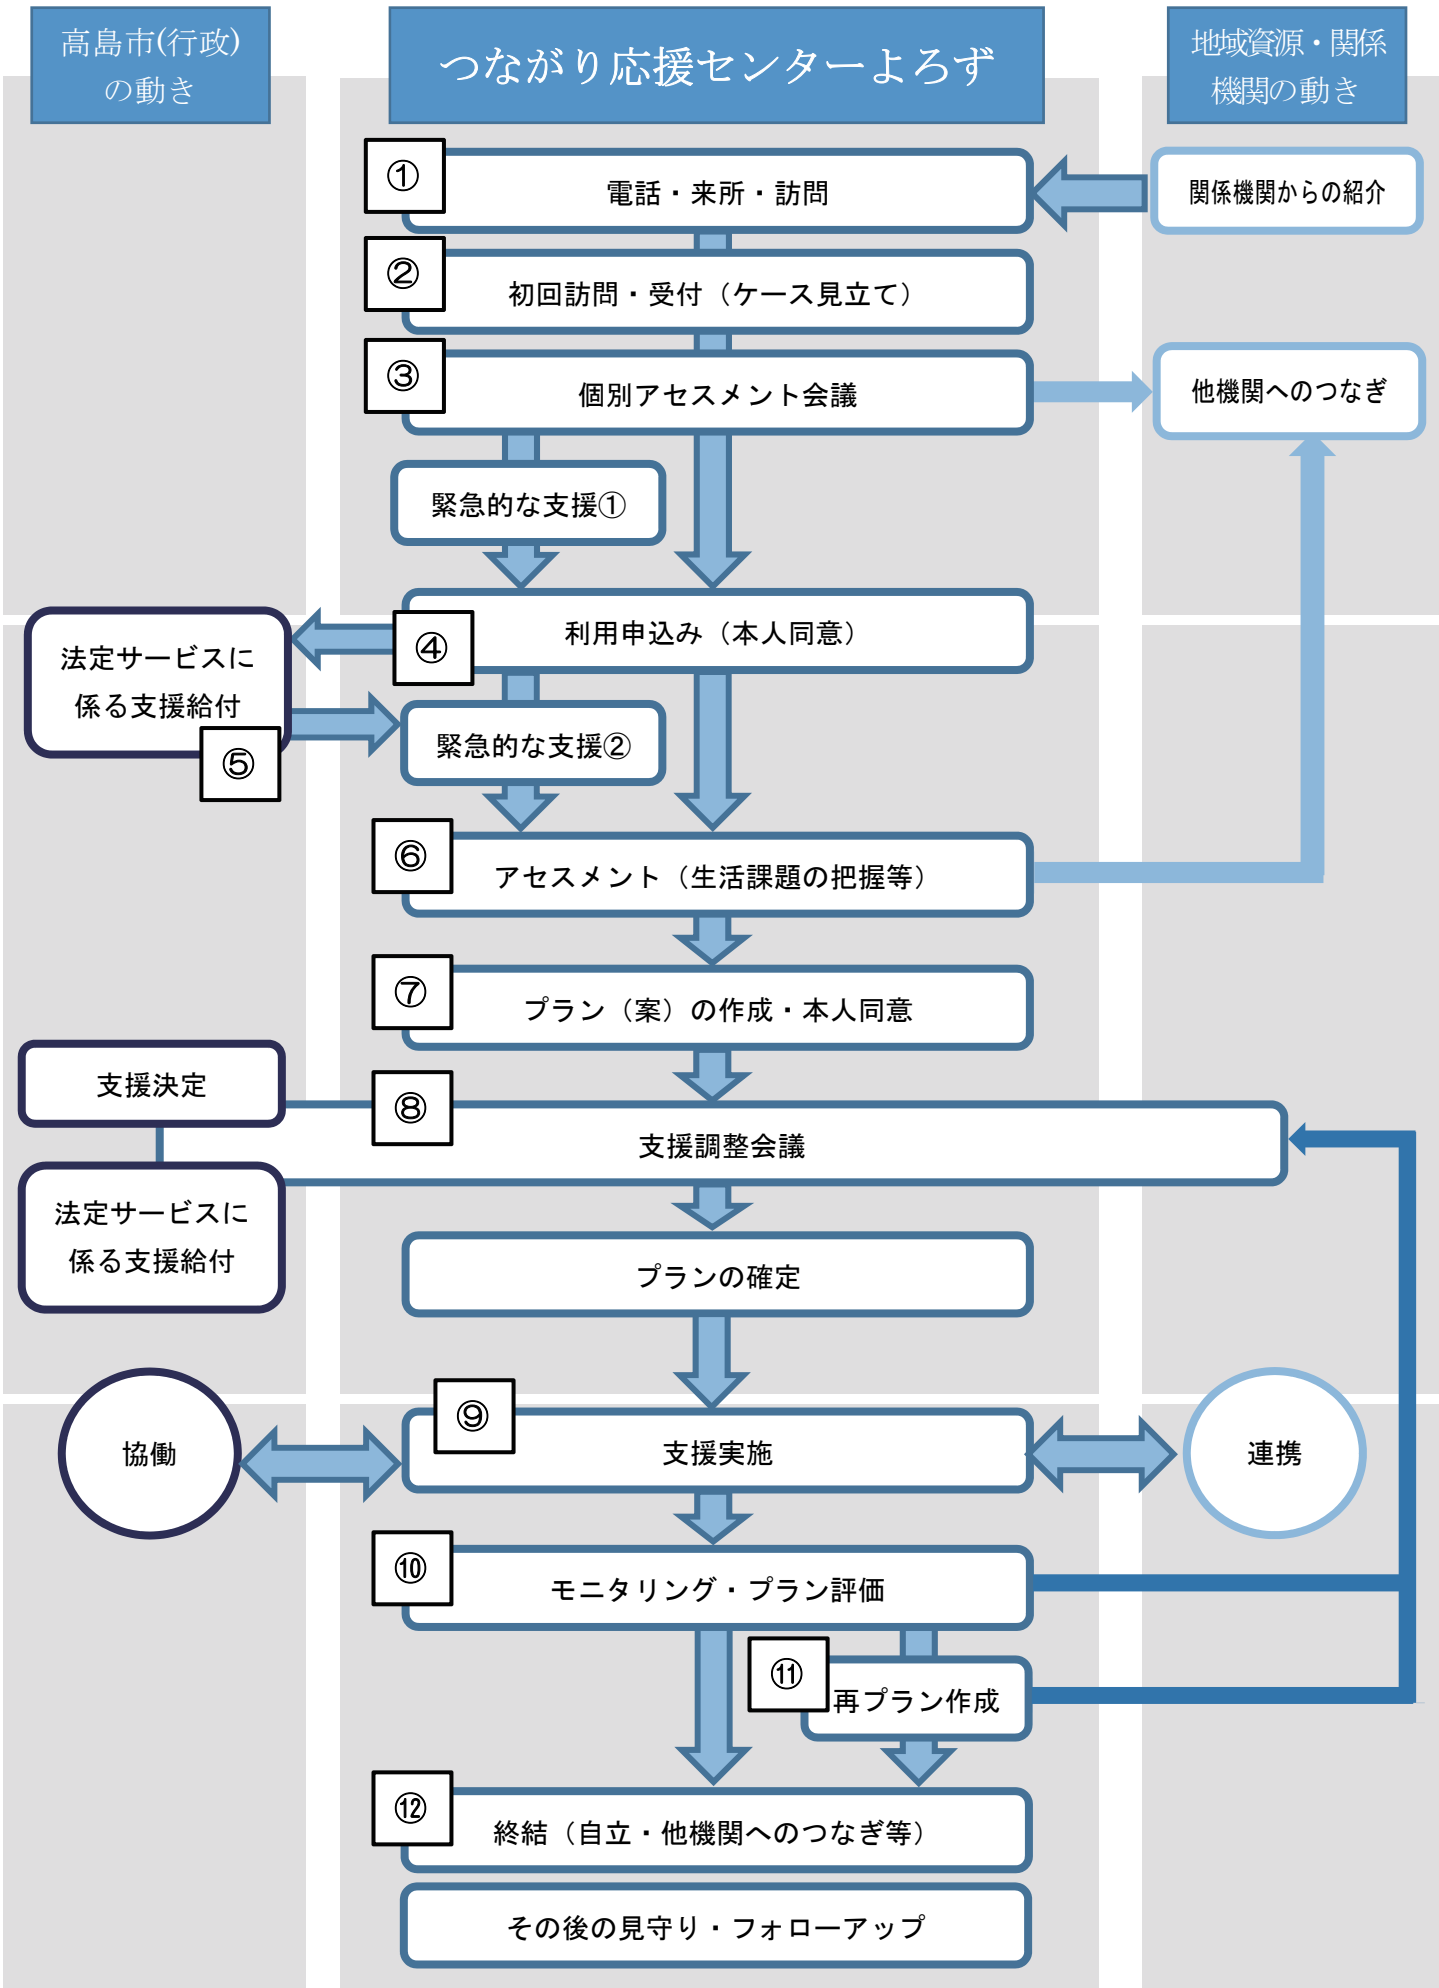 高島市(行政)
の動き
つながり応援センターよろず
地域資源・関係
機関の動き
①
電話・来所・訪問
関係機関からの紹介
②
初回訪問・受付（ケース見立て）
③
個別アセスメント会議
他機関へのつなぎ
緊急的な支援①
④
利用申込み（本人同意）
法定サービスに
係る支援給付
⑤
緊急的な支援②
⑥
アセスメント（生活課題の把握等）
⑦
プラン（案）の作成・本人同意
支援決定
⑧
支援調整会議
法定サービスに
係る支援給付
プランの確定
協働
⑨
支援実施
連携
⑩
モニタリング・プラン評価
⑪
再プラン作成
⑫
終結（自立・他機関へのつなぎ等）
その後の見守り・フォローアップ